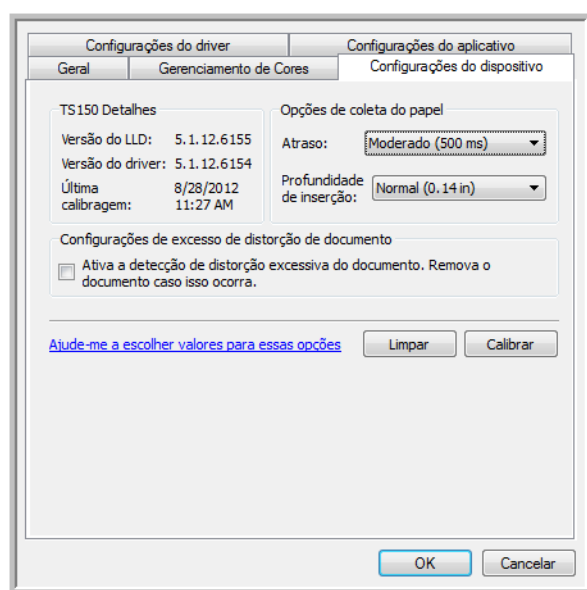 Configurações do driver
Configurações do aplicativo
Geral
Gerenciamento de Cores
Configurações do dispositivo
TS150 Detalhes
Versão do LLD: 5.1.12.6155
Versão do driver: 5.1.12.6154
Última calibragem: 8/28/2012 11:27 AM
Opções de coleta do papel
Atraso: Moderado (500 ms)
Profundidade de inserção: Normal (0.14 in)
Configurações de excesso de distorção de documento
Ativa a detecção de distorção excessiva do documento. Remova o
documento caso isso ocorra.
Ajude-me a escolher valores para essas opções
Limpar
Calibrar
OK
Cancelar